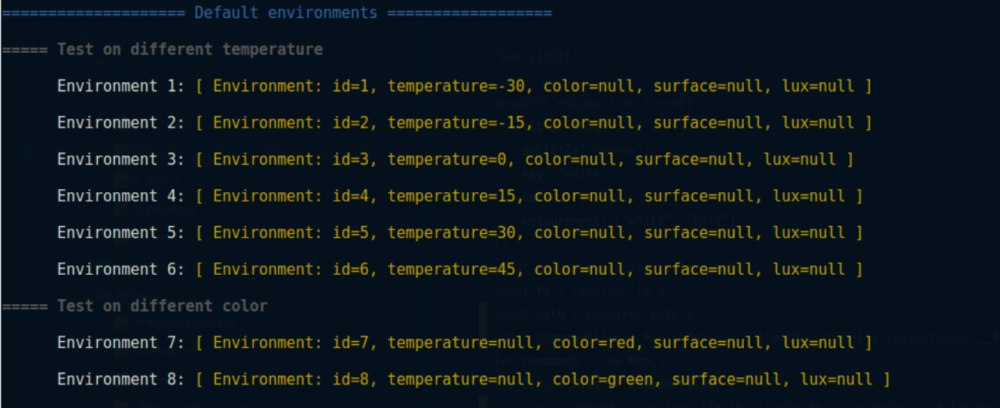 ==================== Default environments ==================
===== Test on different temperature
Environment 1: [ Environment: id=1, temperature=-30, color=null, surface=null, lux=null ]
Environment 2: [ Environment: id=2, temperature=-15, color=null, surface=null, lux=null ]
Environment 3: [ Environment: id=3, temperature=0, color=null, surface=null, lux=null ]
Environment 4: [ Environment: id=4, temperature=15, color=null, surface=null, lux=null ]
Environment 5: [ Environment: id=5, temperature=30, color=null, surface=null, lux=null ]
Environment 6: [ Environment: id=6, temperature=45, color=null, surface=null, lux=null ]
===== Test on different color
Environment 7: [ Environment: id=7, temperature=null, color=red, surface=null, lux=null ]
Environment 8: [ Environment: id=8, temperature=null, color=green, surface=null, lux=null ]